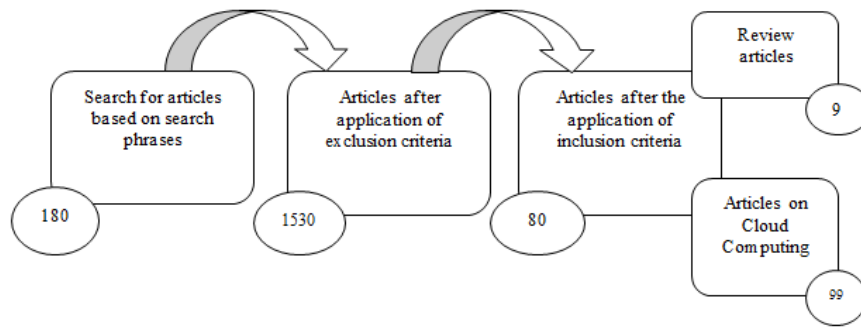 Search for articles
based on search
phrases
180
Articles after
application of
exclusion criteria
1530
Articles after the
application of
inclusion criteria
80
Review
articles
9
Articles on
Cloud
Computing
99